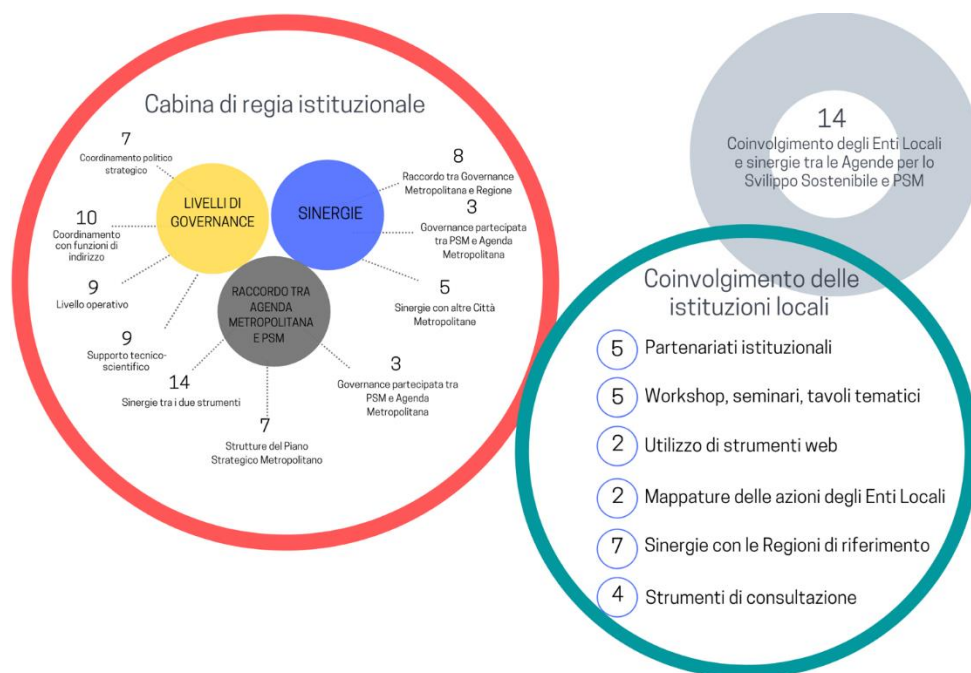 Cabina di regia istituzionale
7
Coordinamento politico
strategico
10
Coordinamento
con funzioni di
indirizzo
9
Livello operativo
9
Supporto tecnico-
scientifico
LIVELLI DI
GOVERNANCE
SINERGIE
8
Raccordo tra Governance
Metropolitana e Regione
3
Governance partecipata
tra PSM e Agenda
Metropolitana
5
Sinergie con altre Città
Metropolitane
RACCORDO TRA
AGENDA
METROPOLITANA
E PSM
14
Sinergie tra i due strumenti
7
Strutture del Piano
Strategico Metropolitano
3
Governance partecipata tra
PSM e Agenda
Metropolitana
14
Coinvolgimento degli Enti Locali
e sinergie tra le Agende per lo
Sviluppo Sostenibile e PSM
Coinvolgimento delle
istituzioni locali
5 Partenariati istituzionali
5 Workshop, seminari, tavoli tematici
2 Utilizzo di strumenti web
2 Mappature delle azioni degli Enti Locali
7 Sinergie con le Regioni di riferimento
4 Strumenti di consultazione